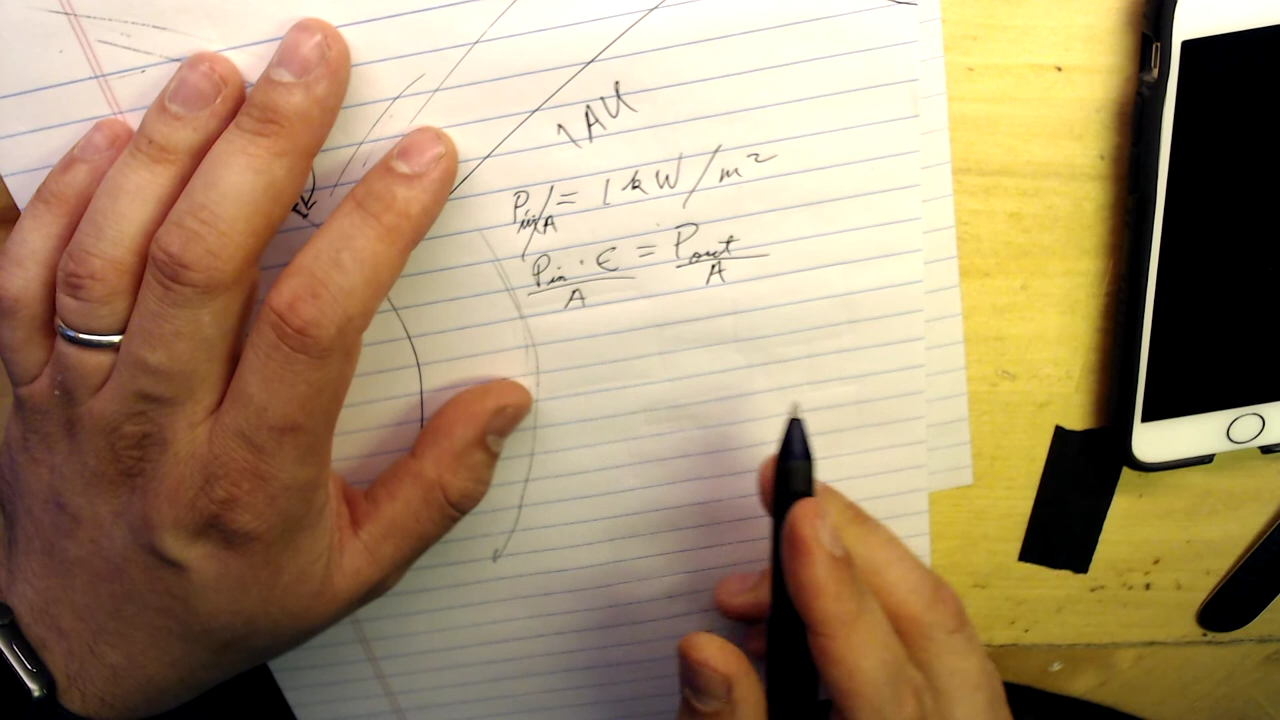 1AU
Pin/A = 1 kW/m²
Pin/A · ϵ = Pout/A